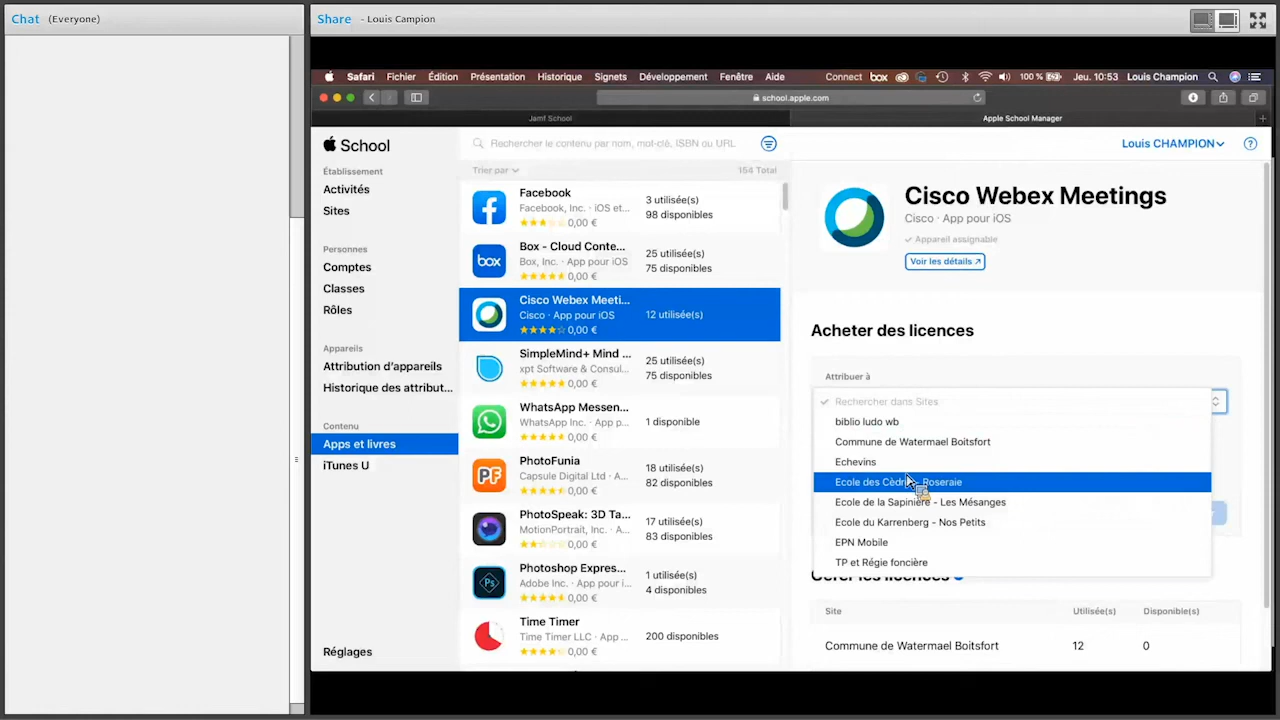 Chat (Everyone)
Share - Louis Campion
Safari Fichier Édition Présentation Historique Signets Développement Fenêtre Aide Connect box 100 % Jeu. 10:53 Louis Champion
school.apple.com
Jamf School Apple School Manager
School
Établissement
Activités
Sites
Personnes
Comptes
Classes
Rôles
Appareils
Attribution d'appareils
Historique des attribut...
Contenu
Apps et livres
iTunes U
Réglages
Rechercher le contenu par nom, mot-clé, ISBN ou URL
Trier par 154 Total
Facebook
Facebook, Inc. · iOS et...
0,00 €
3 utilisée(s)
98 disponibles
box
Box - Cloud Conte...
Box, Inc. · App pour iOS
0,00 €
25 utilisée(s)
75 disponibles
Cisco Webex Meeti...
Cisco · App pour iOS
0,00 €
12 utilisée(s)
SimpleMind+ Mind ...
xpt Software & Consul...
0,00 €
25 utilisée(s)
75 disponibles
WhatsApp Messen...
WhatsApp Inc. · App p...
0,00 €
1 disponible
PF
PhotoFunia
Capsule Digital Ltd · A...
0,00 €
18 utilisée(s)
82 disponibles
PhotoSpeak: 3D Ta...
MotionPortrait, Inc. · A...
0,00 €
17 utilisée(s)
83 disponibles
Ps
Photoshop Expres...
Adobe Inc. · App pour i...
0,00 €
1 utilisée(s)
4 disponibles
Time Timer
Time Timer LLC · App ...
0,00 €
200 disponibles
Louis CHAMPION ?
Cisco Webex Meetings
Cisco · App pour iOS
Appareil assignable
Voir les détails
Acheter des licences
Attribuer à
Rechercher dans Sites
biblio ludo wb
Commune de Watermael Boitsfort
Echevins
Ecole des Roseraie
Ecole de la Sapinière - Les Mésanges
Ecole du Karrenberg - Nos Petits
EPN Mobile
TP et Régie foncière
Gérer les licences
Site Utilisée(s) Disponible(s)
Commune de Watermael Boitsfort 12 0